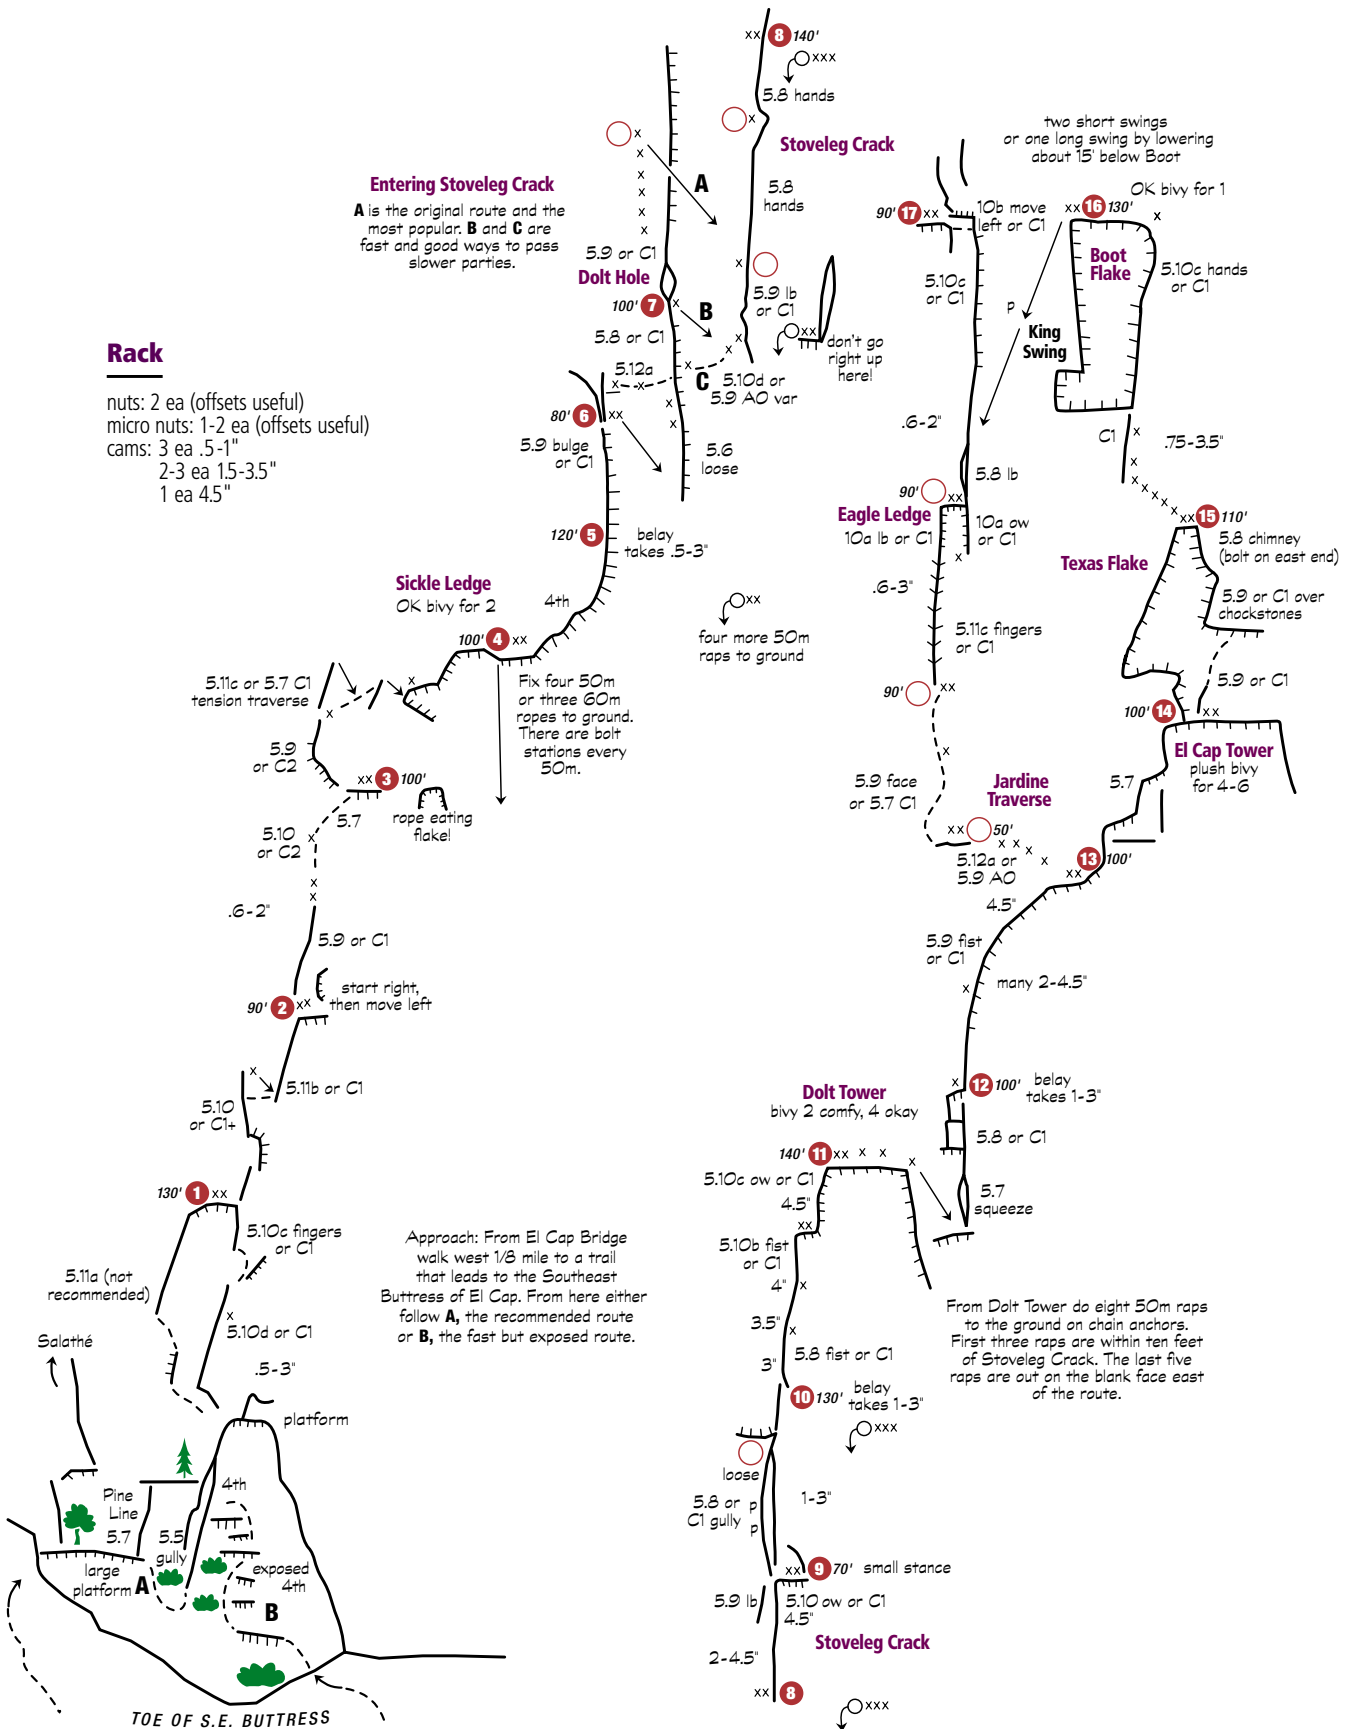 8 140'
xx
xxx
5.8 hands
Stoveleg Crack
A
5.8
hands
Entering Stoveleg Crack
A is the original route and the
most popular. B and C are
fast and good ways to pass
slower parties.
5.9 or C1
Dolt Hole
100' 7
B
5.9 lb
or C1
5.8 or C1
xx
don't go
right up
here!
5.12a
C
5.10d or
5.9 AO var
80' 6 xx
5.9 bulge
or C1
5.6
loose
Rack
nuts: 2 ea (offsets useful)
micro nuts: 1-2 ea (offsets useful)
cams: 3 ea .5-1"
2-3 ea 1.5-3.5"
1 ea 4.5"
120' 5
belay
takes .5-3"
Sickle Ledge
OK bivy for 2
4th
100' 4 xx
xx
four more 50m
raps to ground
5.11c or 5.7 C1
tension traverse
Fix four 50m
or three 60m
ropes to ground.
There are bolt
stations every
50m.
5.9
or C2
xx 3 100'
rope eating
flake!
5.7
5.10
or C2
.6-2"
5.9 or C1
start right,
then move left
90' 2 xx
5.11b or C1
5.10
or C1+
130' 1 xx
5.10c fingers
or C1
5.11a (not
recommended)
5.10d or C1
.5-3"
Approach: From El Cap Bridge
walk west 1/8 mile to a trail
that leads to the Southeast
Buttress of El Cap. From here either
follow A, the recommended route
or B, the fast but exposed route.
Salathé
platform
4th
Pine
Line
5.7
5.5
gully
large
platform A
exposed
4th
B
TOE OF S.E. BUTTRESS
two short swings
or one long swing by lowering
about 15' below Boot
OK bivy for 1
xx 16 130'
90' 17 xx
10b move
left or C1
Boot
Flake
5.10c hands
or C1
5.10c
or C1
p
King
Swing
.6-2"
C1
.75-3.5"
5.8 lb
90' xx
Eagle Ledge
10a lb or C1
10a ow
or C1
xx 15 110'
5.8 chimney
(bolt on east end)
Texas Flake
.6-3"
5.9 or C1 over
chockstones
5.11c fingers
or C1
5.9 or C1
90' xx
100' 14 xx
El Cap Tower
plush bivy
for 4-6
5.9 face
or 5.7 C1
Jardine
Traverse
5.7
xx 50'
5.12a or
5.9 AO
xx 13 100'
4.5"
5.9 fist
or C1
many 2-4.5"
12 100'
belay
takes 1-3"
Dolt Tower
bivy 2 comfy, 4 okay
5.8 or C1
140' 11 xx
5.10c ow or C1
4.5"
5.7
squeeze
xx
5.10b fist
or C1
4"
3.5"
5.8 fist or C1
3"
From Dolt Tower do eight 50m raps
to the ground on chain anchors.
First three raps are within ten feet
of Stoveleg Crack. The last five
raps are out on the blank face east
of the route.
10 130'
belay
takes 1-3"
xxx
loose
5.8 or
C1 gully
p
p
1-3"
xx 9 70' small stance
5.9 lb
5.10 ow or C1
4.5"
Stoveleg Crack
2-4.5"
xx 8
xxx